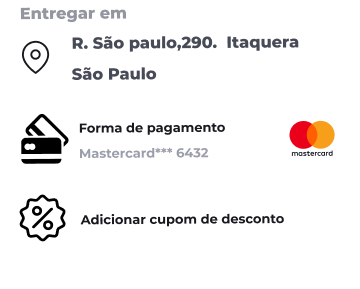 Entregar em
R. São paulo,290. Itaquera
São Paulo
Forma de pagamento
Mastercard*** 6432
mastercard
Adicionar cupom de desconto